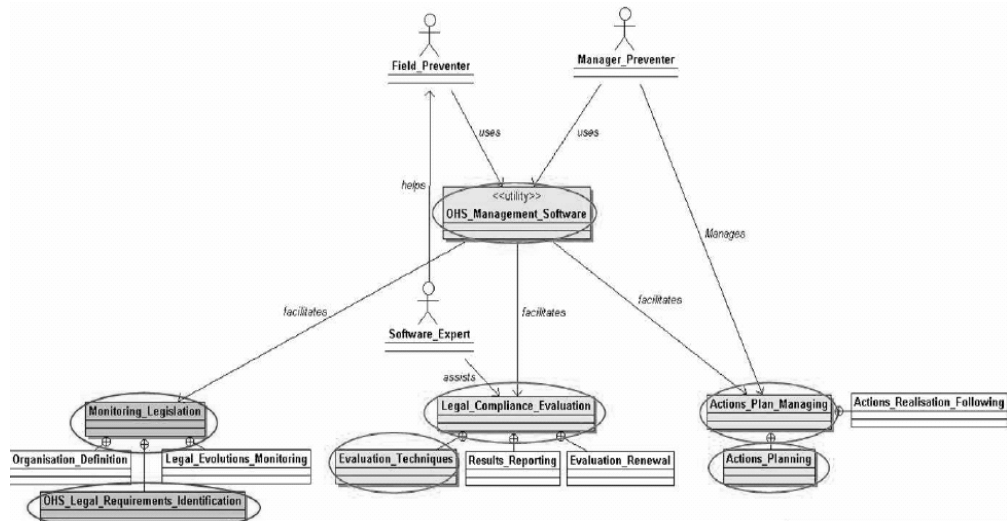 Field_Preventer
Manager_Preventer
uses
uses
helps
<<utility>>
OHS_Management_Software
Manages
facilitates
facilitates
facilitates
Software_Expert
assists
Monitoring_Legislation
Legal_Compliance_Evaluation
Actions_Plan_Managing
Actions_Realisation_Following
Organisation_Definition
Legal_Evolutions_Monitoring
Evaluation_Techniques
Results_Reporting
Evaluation_Renewal
Actions_Planning
OHS_Legal_Requirements_Identification